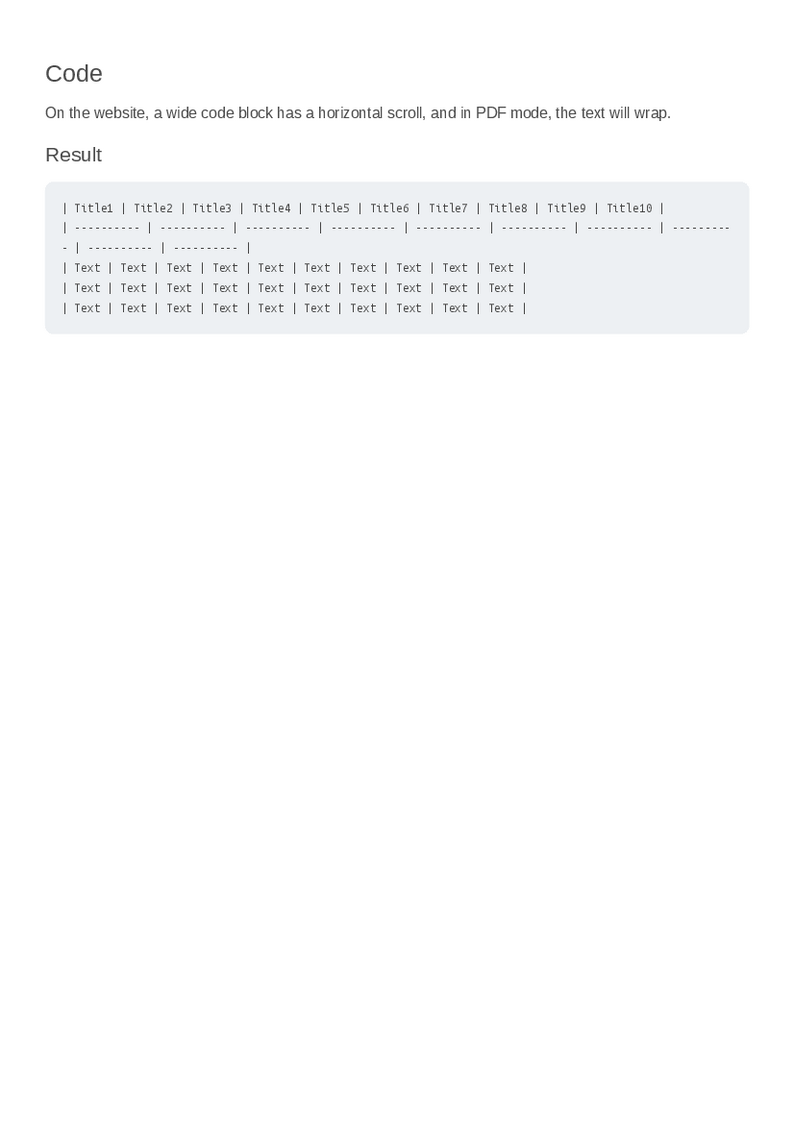 Code
On the website, a wide code block has a horizontal scroll, and in PDF mode, the text will wrap.
Result
| Title1 | Title2 | Title3 | Title4 | Title5 | Title6 | Title7 | Title8 | Title9 | Title10 |
| ---------- | ---------- | ---------- | ---------- | ---------- | ---------- | ---------- | ---------
- | ---------- | ---------- |
| Text | Text | Text | Text | Text | Text | Text | Text | Text | Text |
| Text | Text | Text | Text | Text | Text | Text | Text | Text | Text |
| Text | Text | Text | Text | Text | Text | Text | Text | Text | Text |